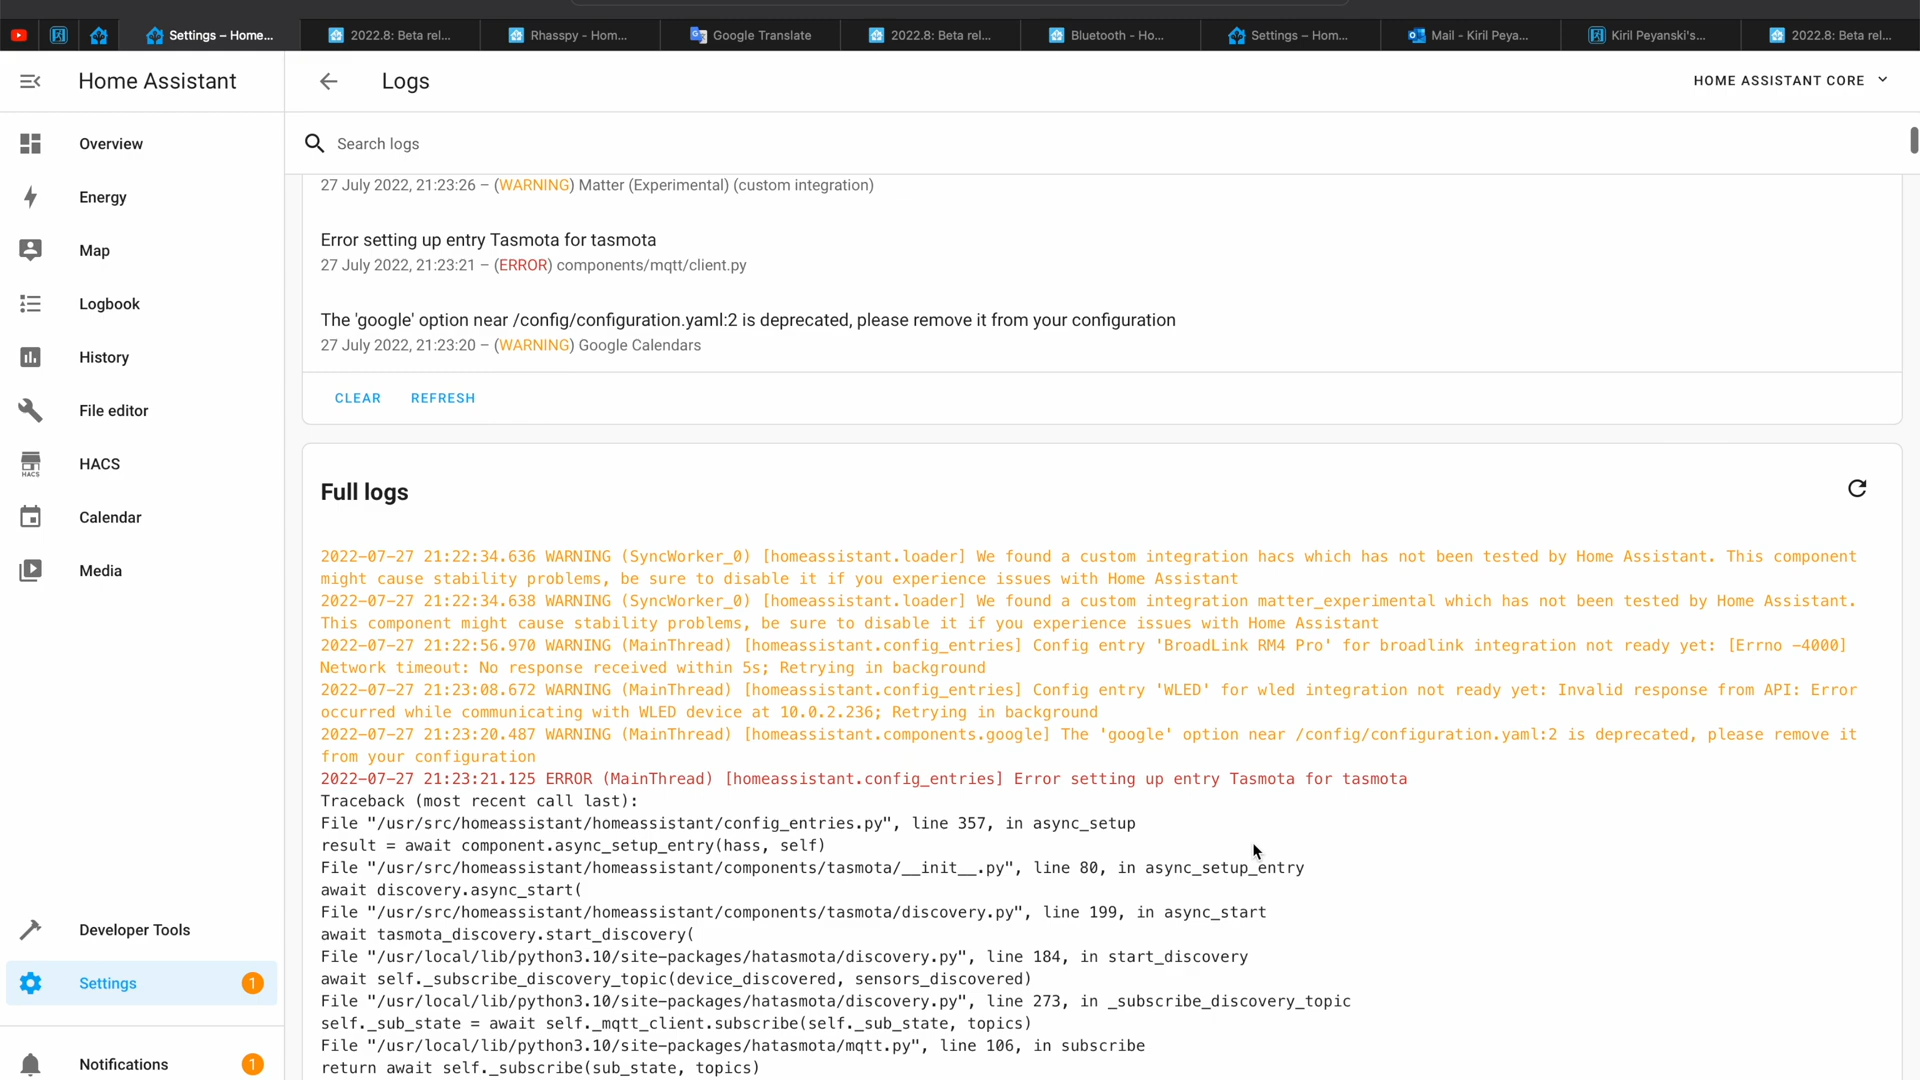 Settings – Home...
2022.8: Beta rel...
Rhasspy - Hom...
Google Translate
2022.8: Beta rel...
Bluetooth - Ho...
Settings – Hom...
Mail - Kiril Peya...
Kiril Peyanski's...
2022.8: Beta rel...
Home Assistant
Logs
HOME ASSISTANT CORE
Search logs
Overview
Energy
Map
Logbook
History
File editor
HACS
HACS
Calendar
Media
Developer Tools
Settings
1
Notifications
1
27 July 2022, 21:23:26 – (WARNING) Matter (Experimental) (custom integration)
Error setting up entry Tasmota for tasmota
27 July 2022, 21:23:21 – (ERROR) components/mqtt/client.py
The 'google' option near /config/configuration.yaml:2 is deprecated, please remove it from your configuration
27 July 2022, 21:23:20 – (WARNING) Google Calendars
CLEAR REFRESH
Full logs
2022-07-27 21:22:34.636 WARNING (SyncWorker_0) [homeassistant.loader] We found a custom integration hacs which has not been tested by Home Assistant. This component
might cause stability problems, be sure to disable it if you experience issues with Home Assistant
2022-07-27 21:22:34.638 WARNING (SyncWorker_0) [homeassistant.loader] We found a custom integration matter_experimental which has not been tested by Home Assistant.
This component might cause stability problems, be sure to disable it if you experience issues with Home Assistant
2022-07-27 21:22:56.970 WARNING (MainThread) [homeassistant.config_entries] Config entry 'BroadLink RM4 Pro' for broadlink integration not ready yet: [Errno -4000]
Network timeout: No response received within 5s; Retrying in background
2022-07-27 21:23:08.672 WARNING (MainThread) [homeassistant.config_entries] Config entry 'WLED' for wled integration not ready yet: Invalid response from API: Error
occurred while communicating with WLED device at 10.0.2.236; Retrying in background
2022-07-27 21:23:20.487 WARNING (MainThread) [homeassistant.components.google] The 'google' option near /config/configuration.yaml:2 is deprecated, please remove it
from your configuration
2022-07-27 21:23:21.125 ERROR (MainThread) [homeassistant.config_entries] Error setting up entry Tasmota for tasmota
Traceback (most recent call last):
File "/usr/src/homeassistant/homeassistant/config_entries.py", line 357, in async_setup
result = await component.async_setup_entry(hass, self)
File "/usr/src/homeassistant/homeassistant/components/tasmota/__init__.py", line 80, in async_setup_entry
await discovery.async_start(
File "/usr/src/homeassistant/homeassistant/components/tasmota/discovery.py", line 199, in async_start
await tasmota_discovery.start_discovery(
File "/usr/local/lib/python3.10/site-packages/hatasmota/discovery.py", line 184, in start_discovery
await self._subscribe_discovery_topic(device_discovered, sensors_discovered)
File "/usr/local/lib/python3.10/site-packages/hatasmota/discovery.py", line 273, in _subscribe_discovery_topic
self._sub_state = await self._mqtt_client.subscribe(self._sub_state, topics)
File "/usr/local/lib/python3.10/site-packages/hatasmota/mqtt.py", line 106, in subscribe
return await self._subscribe(sub_state, topics)